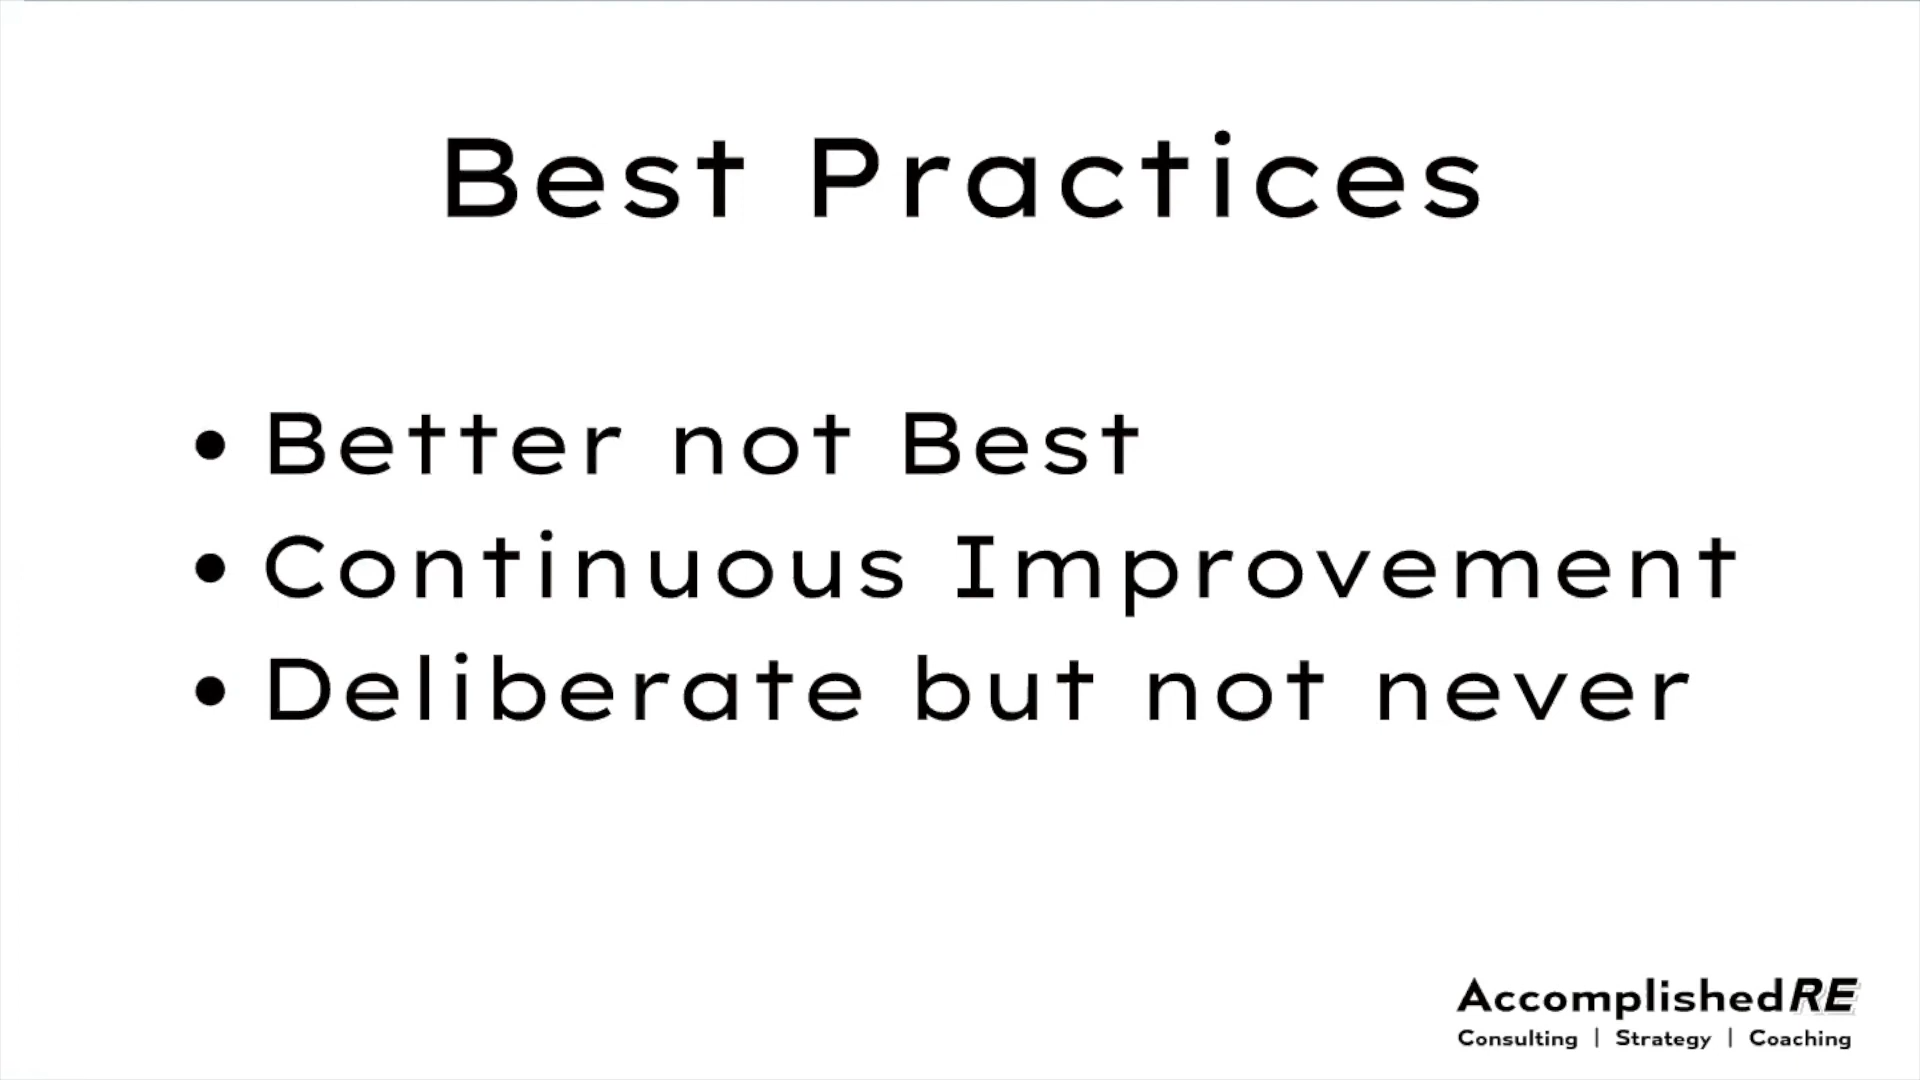 Best Practices
• Better not Best
• Continuous Improvement
• Deliberate but not never
AccomplishedRE
Consulting | Strategy | Coaching